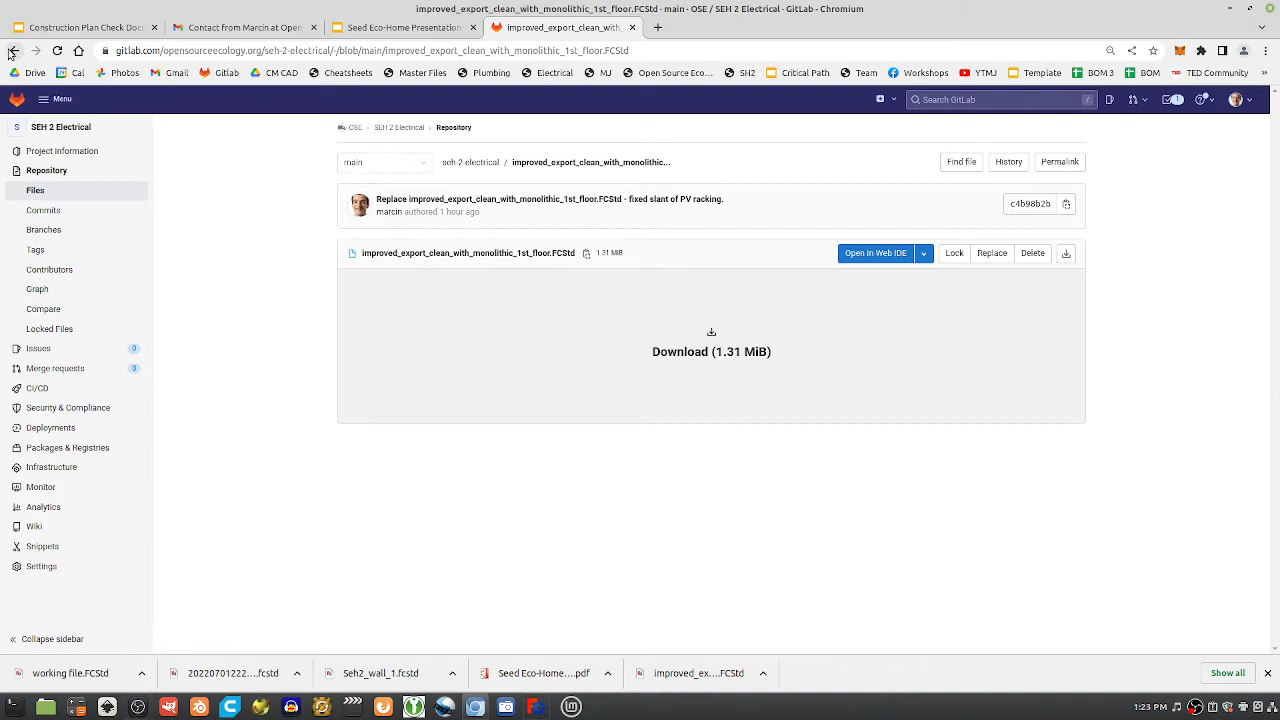 improved_export_clean_with_monolithic_1st_floor.FCStd · main · OSE / SEH 2 Electrical · GitLab - Chromium
Construction Plan Check Doc
Contact from Marcin at Open
Seed Eco-Home Presentation
improved_export_clean_with_
gitlab.com/opensourceecology.org/seh-2-electrical/-/blob/main/improved_export_clean_with_monolithic_1st_floor.FCStd
Drive Cal Photos Gmail Gitlab CM CAD Cheatsheets Masterfiles Plumbing Electrical MJ Open Source Eco... SH2 Critical Path Team Workshops YTMJ Template BOM 3 BOM TED Community »
Menu
Search GitLab /
1
S SEH 2 Electrical
OSE > SEH 2 Electrical > Repository
Project information
Repository
Files
Commits
Branches
Tags
Contributors
Graph
Compare
Locked Files
Issues 0
Merge requests 0
CI/CD
Security & Compliance
Deployments
Packages & Registries
Infrastructure
Monitor
Analytics
Wiki
Snippets
Settings
Collapse sidebar
main
seh-2-electrical / improved_export_clean_with_monolithic...
Find file History Permalink
Replace improved_export_clean_with_monolithic_1st_floor.FCStd - fixed slant of PV racking.
marcin authored 1 hour ago
c4b98b2b
improved_export_clean_with_monolithic_1st_floor.FCStd 1.31 MiB
Open in Web IDE Lock Replace Delete
Download (1.31 MiB)
working file.FCStd
20220701222....fcstd
Seh2_wall_1.fcstd
Seed Eco-Home....pdf
improved_ex....FCStd
Show all
1:23 PM